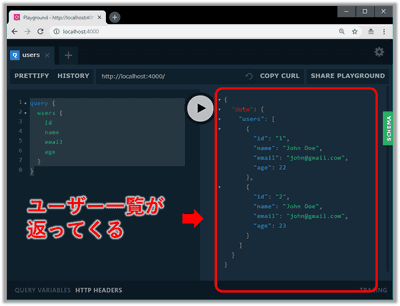 Playground - http://localhost:4000/
localhost:4000
Q users
PRETTIFY HISTORY http://localhost:4000/ COPY CURL SHARE PLAYGROUND
1 query {
2 users {
3 id
4 name
5 email
6 age
7 }
8 }
{
"data": {
"users": [
{
"id": "1",
"name": "John Doe",
"email": "john@gmail.com",
"age": 22
},
{
"id": "2",
"name": "John Doe",
"email": "john@gmail.com",
"age": 23
}
]
}
}
SCHEMA
ユーザー一覧が
返ってくる
QUERY VARIABLES HTTP HEADERS TRACING